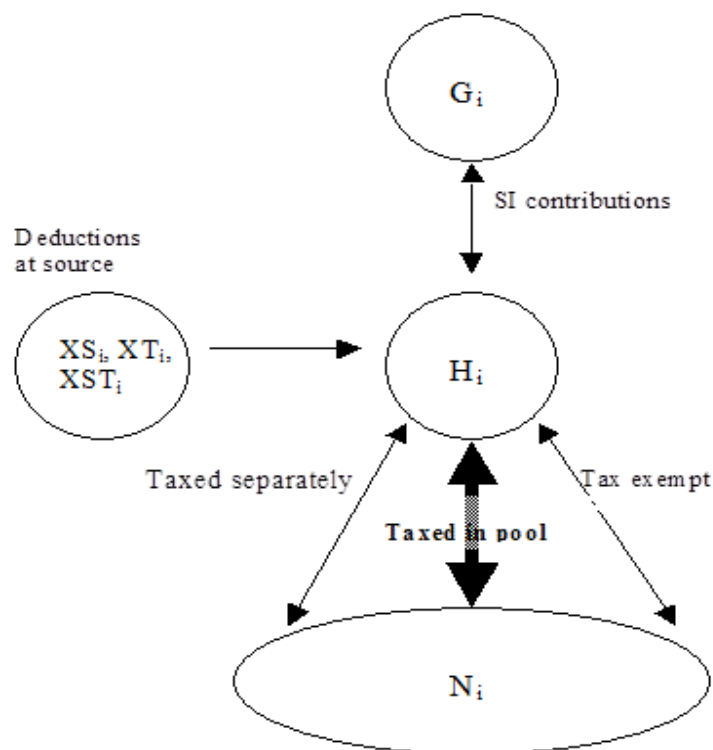 Gᵢ
SI contributions
Deductions
at source
XSᵢ, XTᵢ,
XSTᵢ
Hᵢ
Taxed separately
Tax exempt
Taxed in pool
Nᵢ